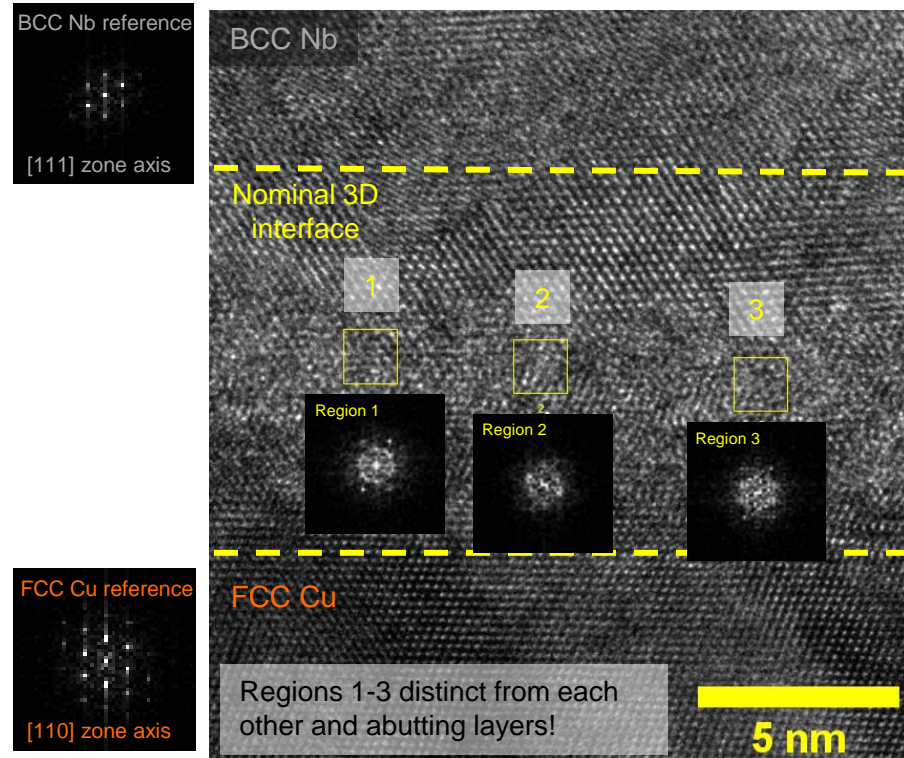 BCC Nb reference
[111] zone axis
BCC Nb
Nominal 3D
interface
1
2
3
2
Region 1
Region 2
Region 3
FCC Cu reference
[110] zone axis
FCC Cu
Regions 1-3 distinct from each
other and abutting layers!
5 nm